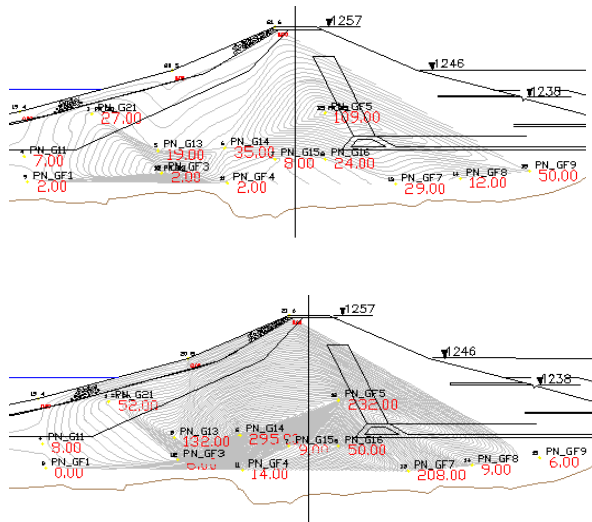 1257
1246
1238
PN_G21
27.00
PN_GF5
109.00
PN_G11
7.00
PN_G13
19.00
PN_G14
35.00
PN_G15
8.00
PN_G16
24.00
PN_GF3
2.00
PN_GF1
2.00
PN_GF4
2.00
PN_GF7
29.00
PN_GF8
12.00
PN_GF9
50.00
1257
1246
1238
PN_G21
52.00
PN_GF5
232.00
PN_G11
8.00
PN_G13
132.00
PN_G14
295
PN_G15
9.00
PN_G16
50.00
PN_GF3
PN_GF1
0.00
PN_GF4
14.00
PN_GF7
208.00
PN_GF8
9.00
PN_GF9
6.00